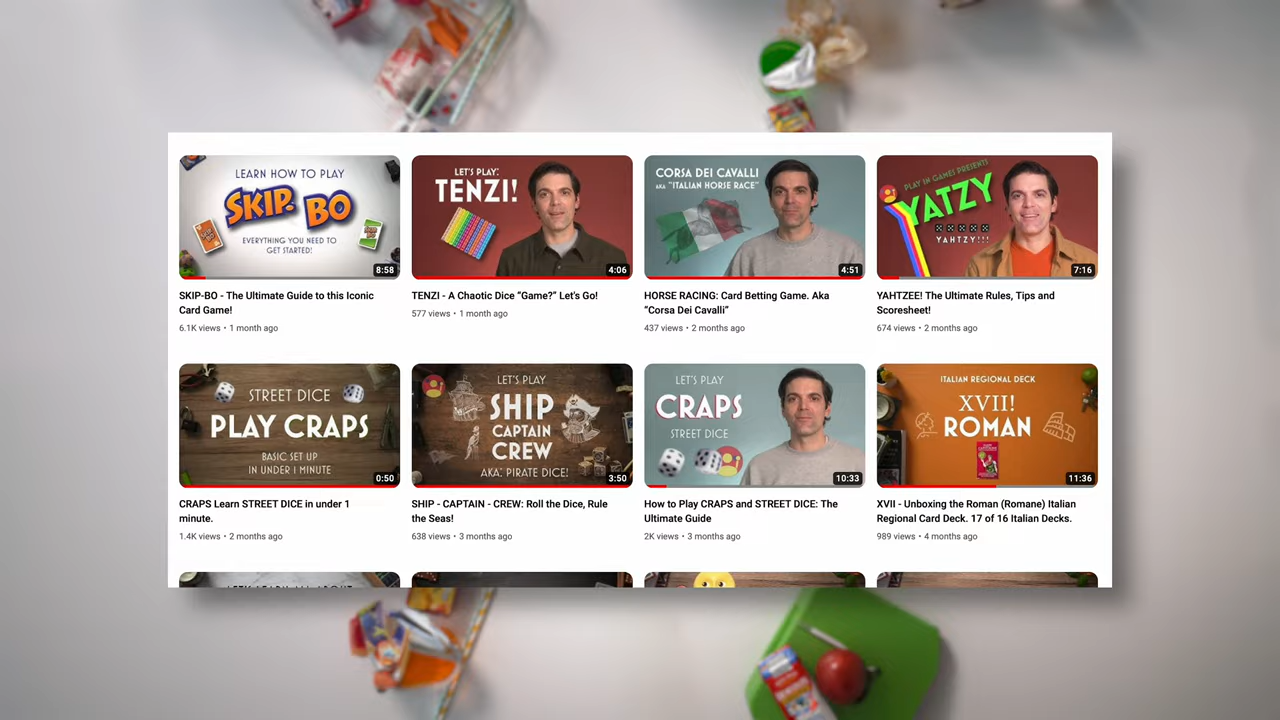 LEARN HOW TO PLAY
SKIP-BO
EVERYTHING YOU NEED TO
GET STARTED!
8:58
SKIP-BO - The Ultimate Guide to this Iconic
Card Game!
6.1K views • 1 month ago
LET'S PLAY:
TENZI!
4:06
TENZI - A Chaotic Dice “Game?” Let’s Go!
577 views • 1 month ago
CORSA DEI CAVALLI
AKA "ITALIAN HORSE RACE"
4:51
HORSE RACING: Card Betting Game. Aka
“Corsa Dei Cavalli”
437 views • 2 months ago
PLAY IN GAMES PRESENTS
YATZY
YAHTZY!!!
7:16
YAHTZEE! The Ultimate Rules, Tips and
Scoresheet!
674 views • 2 months ago
STREET DICE
PLAY CRAPS
BASIC SET UP
IN UNDER 1 MINUTE
0:50
CRAPS Learn STREET DICE in under 1
minute.
1.4K views • 2 months ago
LET'S PLAY
SHIP
CAPTAIN
CREW
AKA: PIRATE DICE!
3:50
SHIP - CAPTAIN - CREW: Roll the Dice, Rule
the Seas!
638 views • 3 months ago
LET'S PLAY
CRAPS
STREET DICE
10:33
How to Play CRAPS and STREET DICE: The
Ultimate Guide
2K views • 3 months ago
ITALIAN REGIONAL DECK
XVII!
ROMAN
11:36
XVII - Unboxing the Roman (Romane) Italian
Regional Card Deck. 17 of 16 Italian Decks.
989 views • 4 months ago